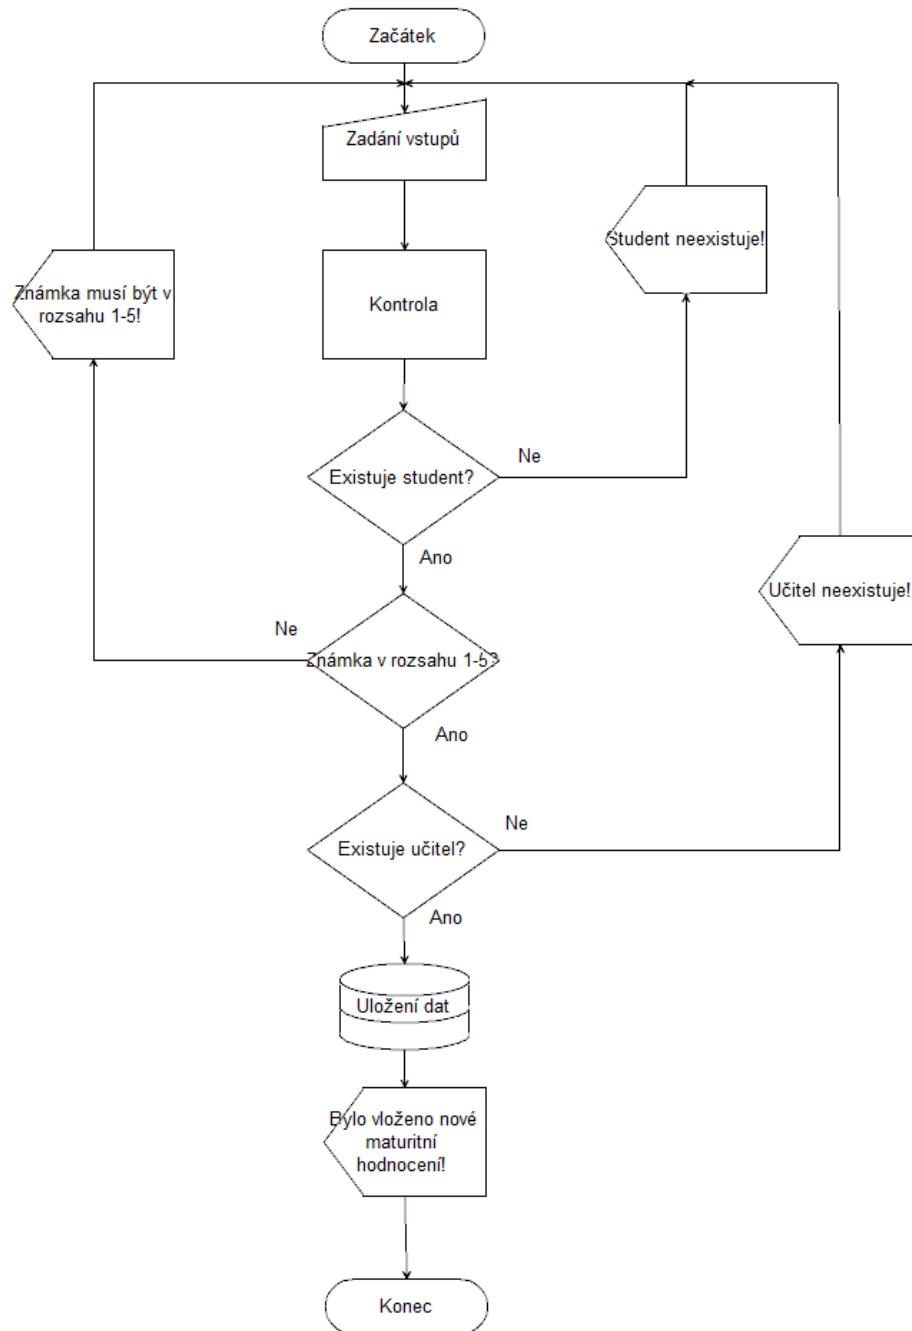 Začátek
Zadání vstupů
Student neexistuje!
Známka musí být v
rozsahu 1-5!
Kontrola
Ne
Existuje student?
Ano
Učitel neexistuje!
Ne
Známka v rozsahu 1-5?
Ano
Ne
Existuje učitel?
Ano
Uložení dat
Bylo vloženo nové
maturitní
hodnocení!
Konec